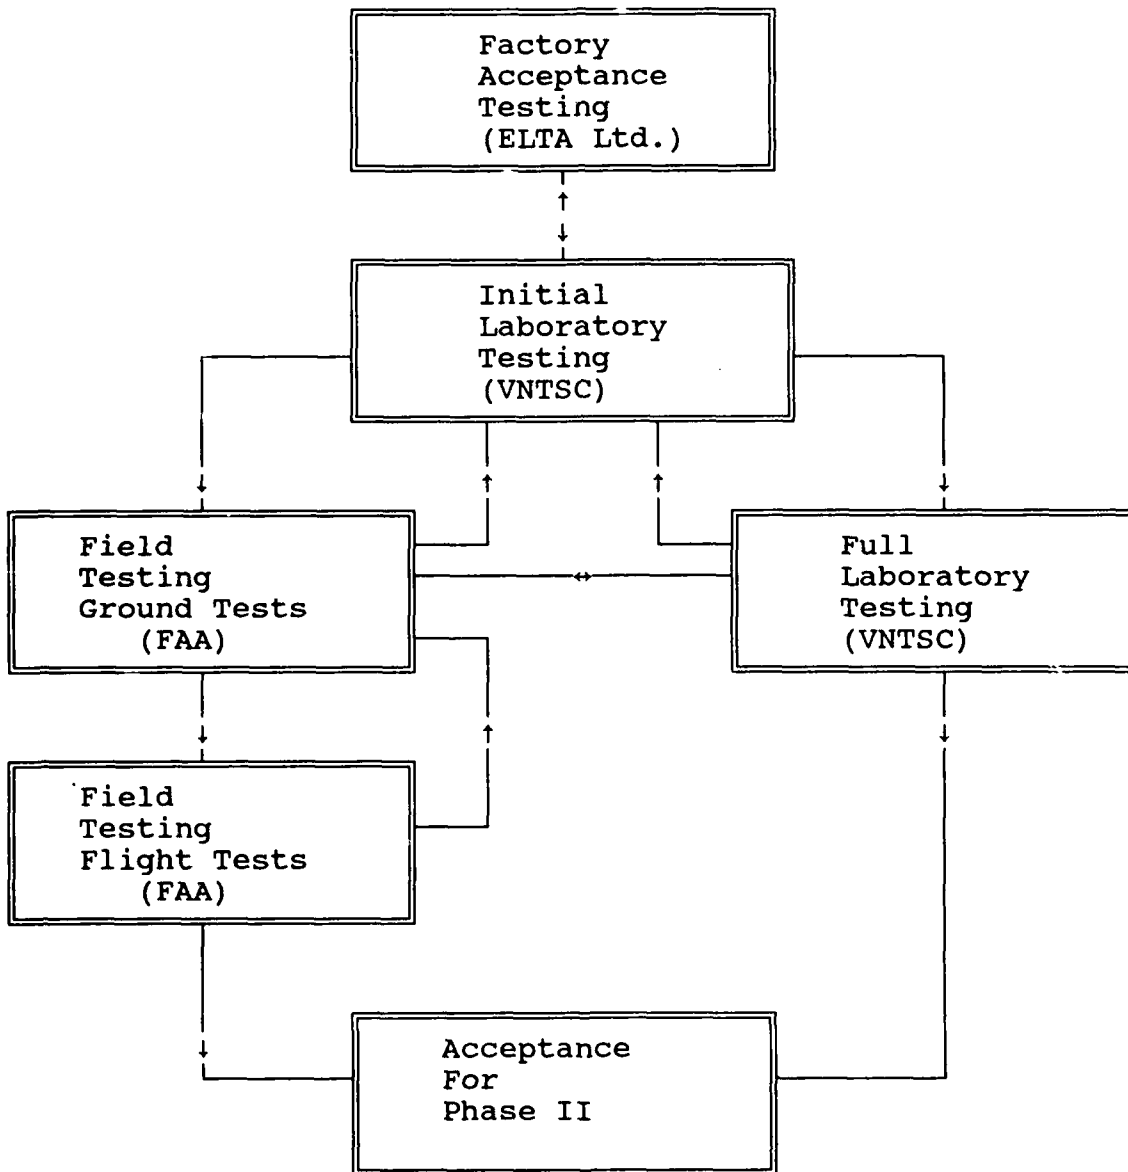 Factory
Acceptance
Testing
(ELTA Ltd.)
Initial
Laboratory
Testing
(VNTSC)
Field
Testing
Ground Tests
(FAA)
Full
Laboratory
Testing
(VNTSC)
Field
Testing
Flight Tests
(FAA)
Acceptance
For
Phase II